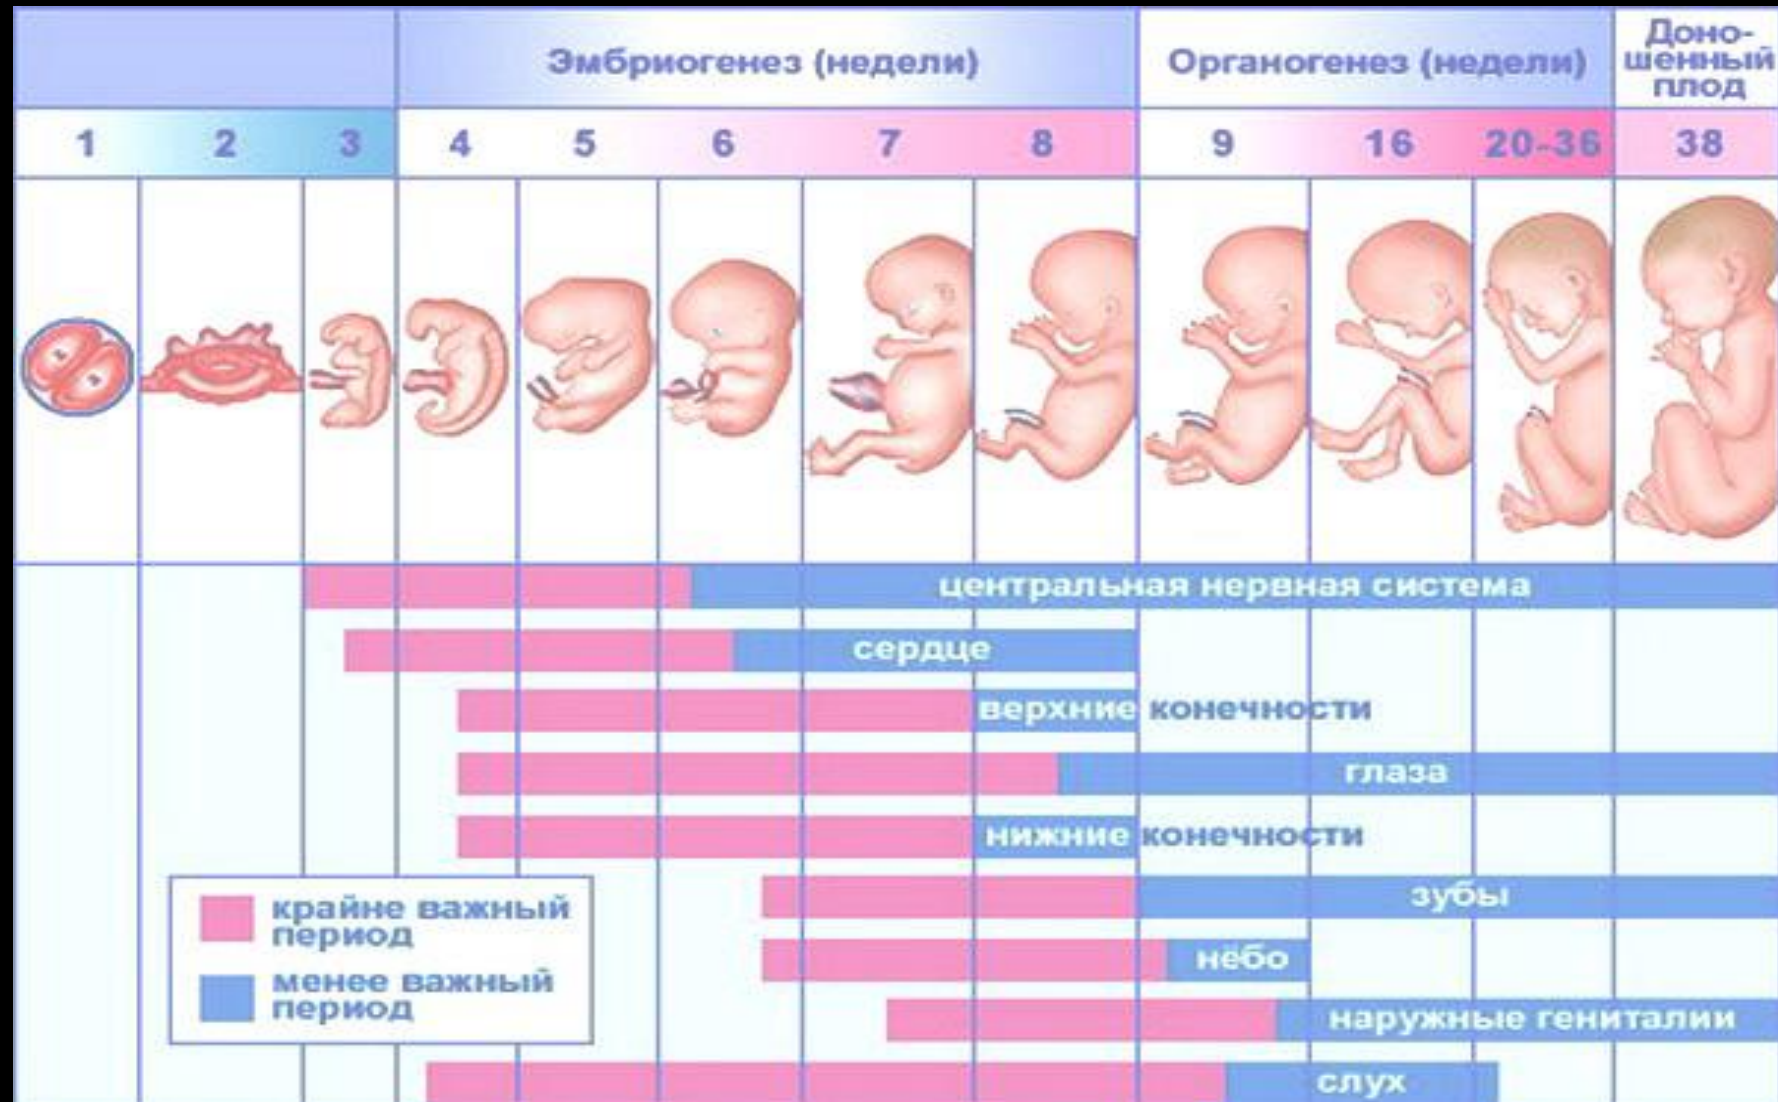 Эмбриогенез (недели)
Органогенез (недели)
Доно-
шенный
плод
1 2 3 4 5 6 7 8 9 16 20-36 38
центральная нервная система
сердце
верхние конечности
глаза
нижние конечности
зубы
нёбо
наружные гениталии
слух
крайне важный
период
менее важный
период